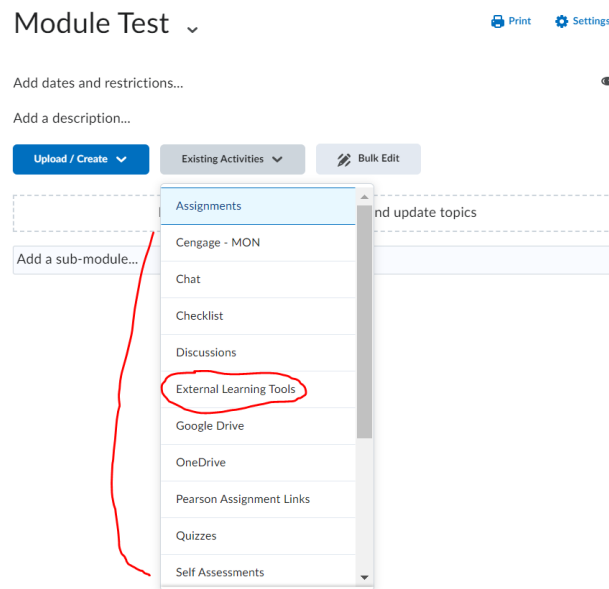 Module Test
Print
Settings
Add dates and restrictions...
Add a description...
Upload / Create
Existing Activities
Bulk Edit
nd update topics
Add a sub-module...
Assignments
Cengage - MON
Chat
Checklist
Discussions
External Learning Tools
Google Drive
OneDrive
Pearson Assignment Links
Quizzes
Self Assessments